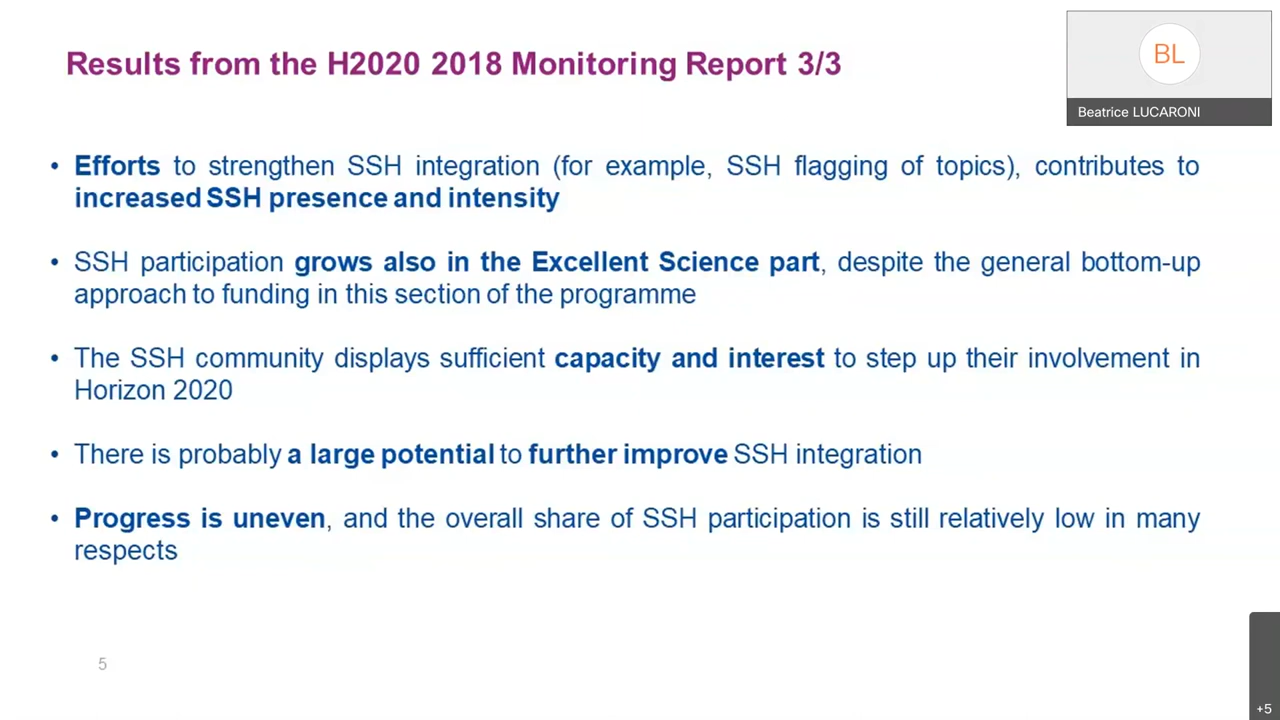 Results from the H2020 2018 Monitoring Report 3/3
BL
Beatrice LUCARONI
• Efforts to strengthen SSH integration (for example, SSH flagging of topics), contributes to
increased SSH presence and intensity
• SSH participation grows also in the Excellent Science part, despite the general bottom-up
approach to funding in this section of the programme
• The SSH community displays sufficient capacity and interest to step up their involvement in
Horizon 2020
• There is probably a large potential to further improve SSH integration
• Progress is uneven, and the overall share of SSH participation is still relatively low in many
respects
5
+5